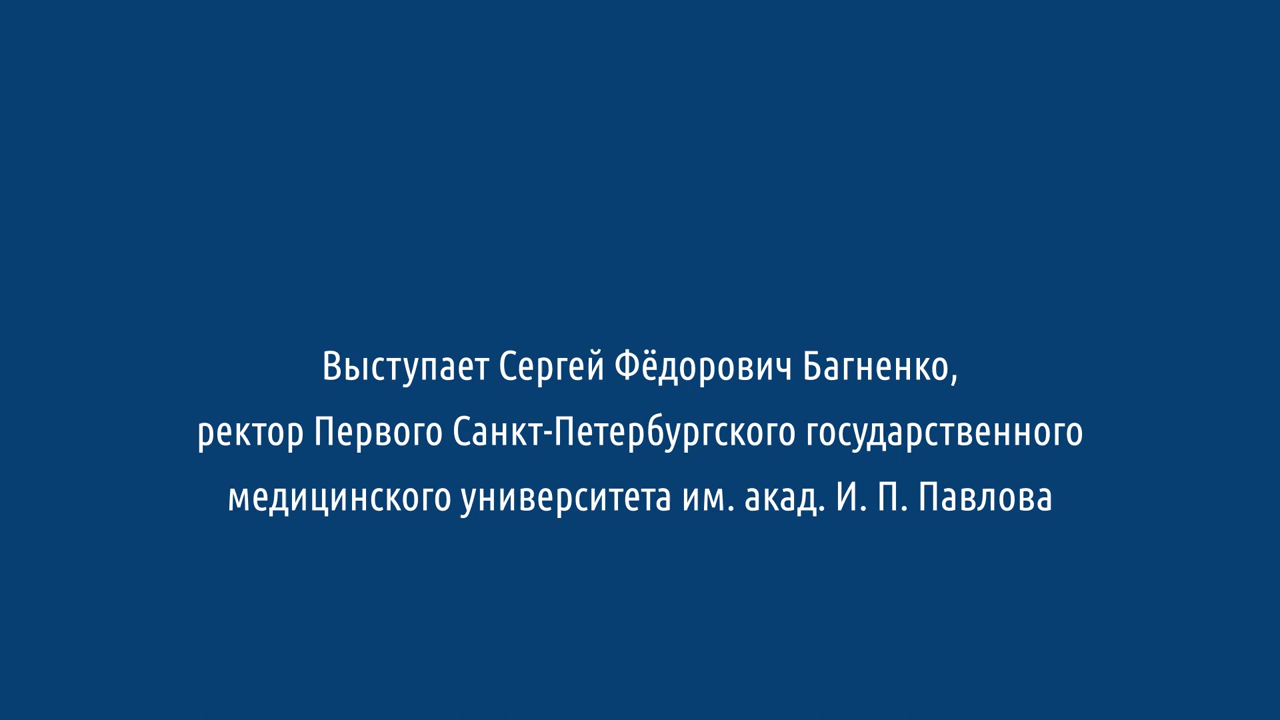 Выступает Сергей Фёдорович Багненко,
ректор Первого Санкт-Петербургского государственного
медицинского университета им. акад. И. П. Павлова